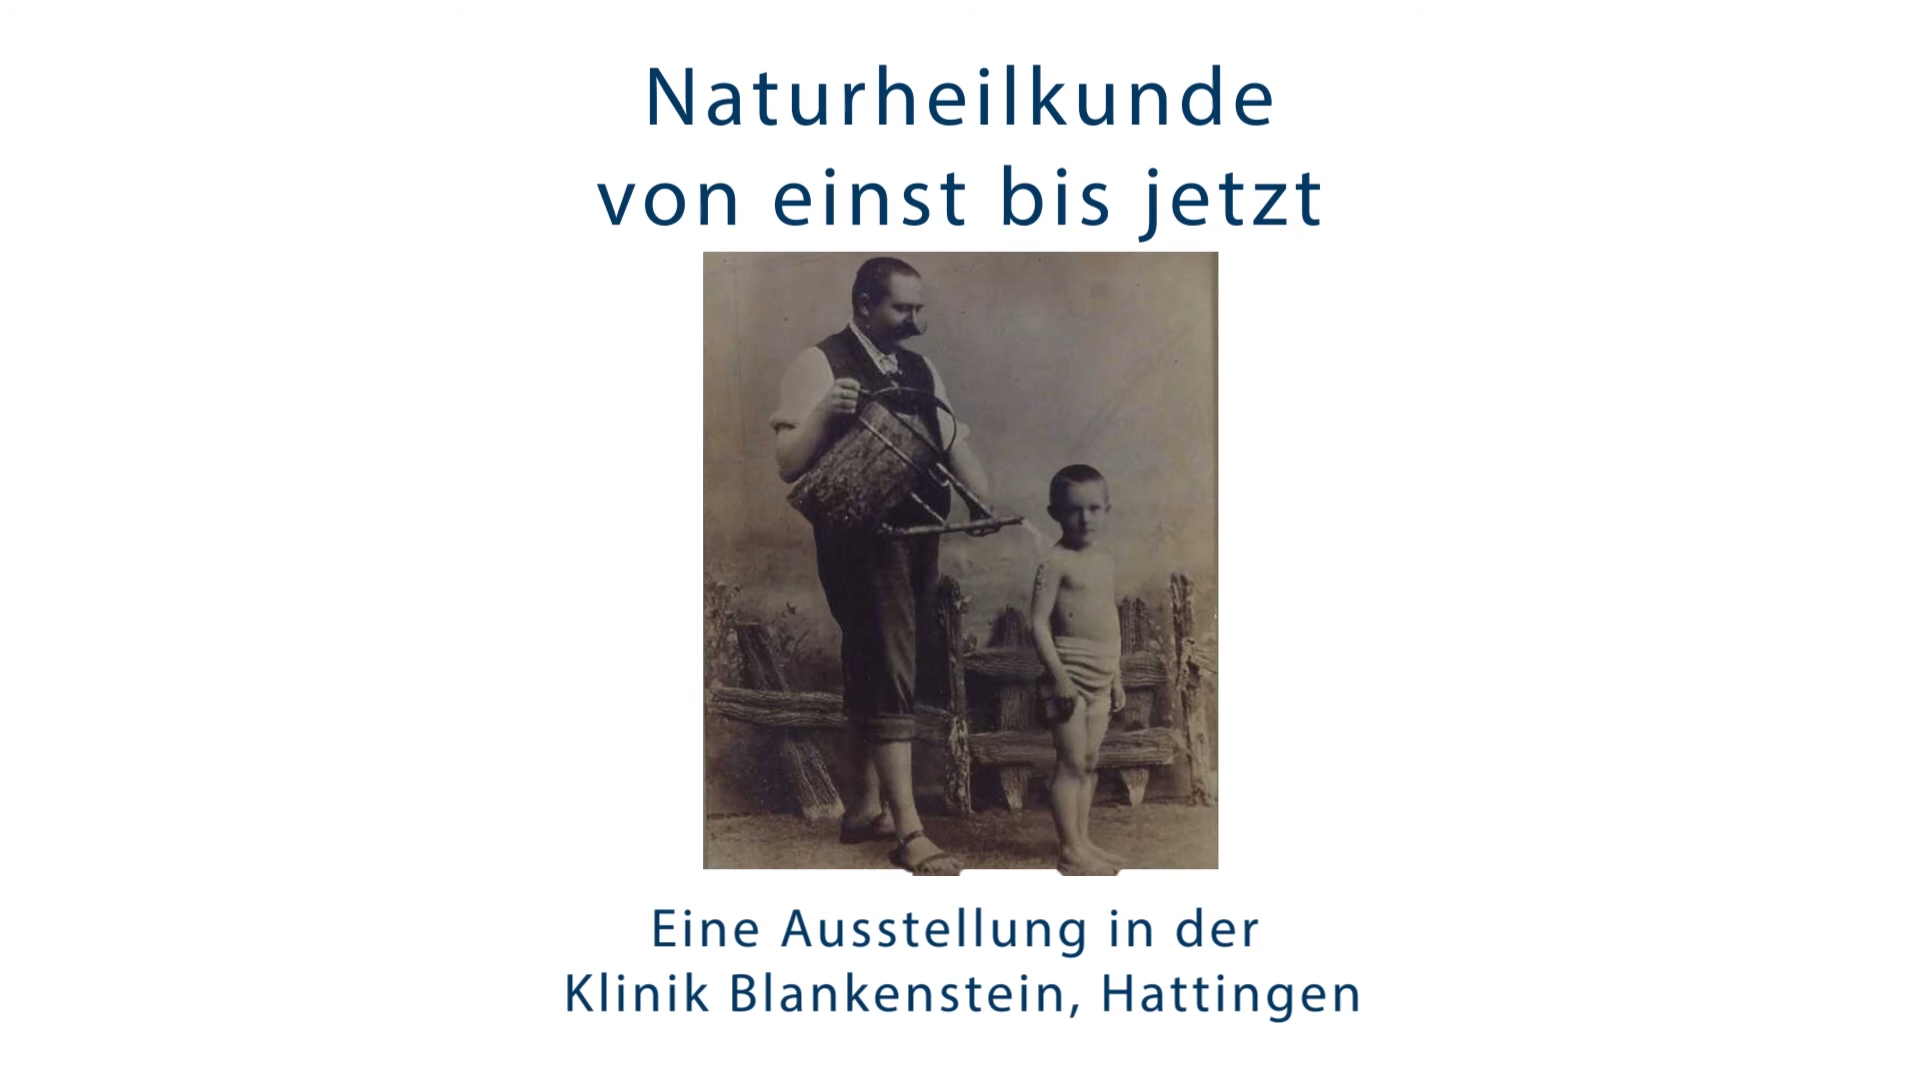 Naturheilkunde
von einst bis jetzt
Eine Ausstellung in der
Klinik Blankenstein, Hattingen